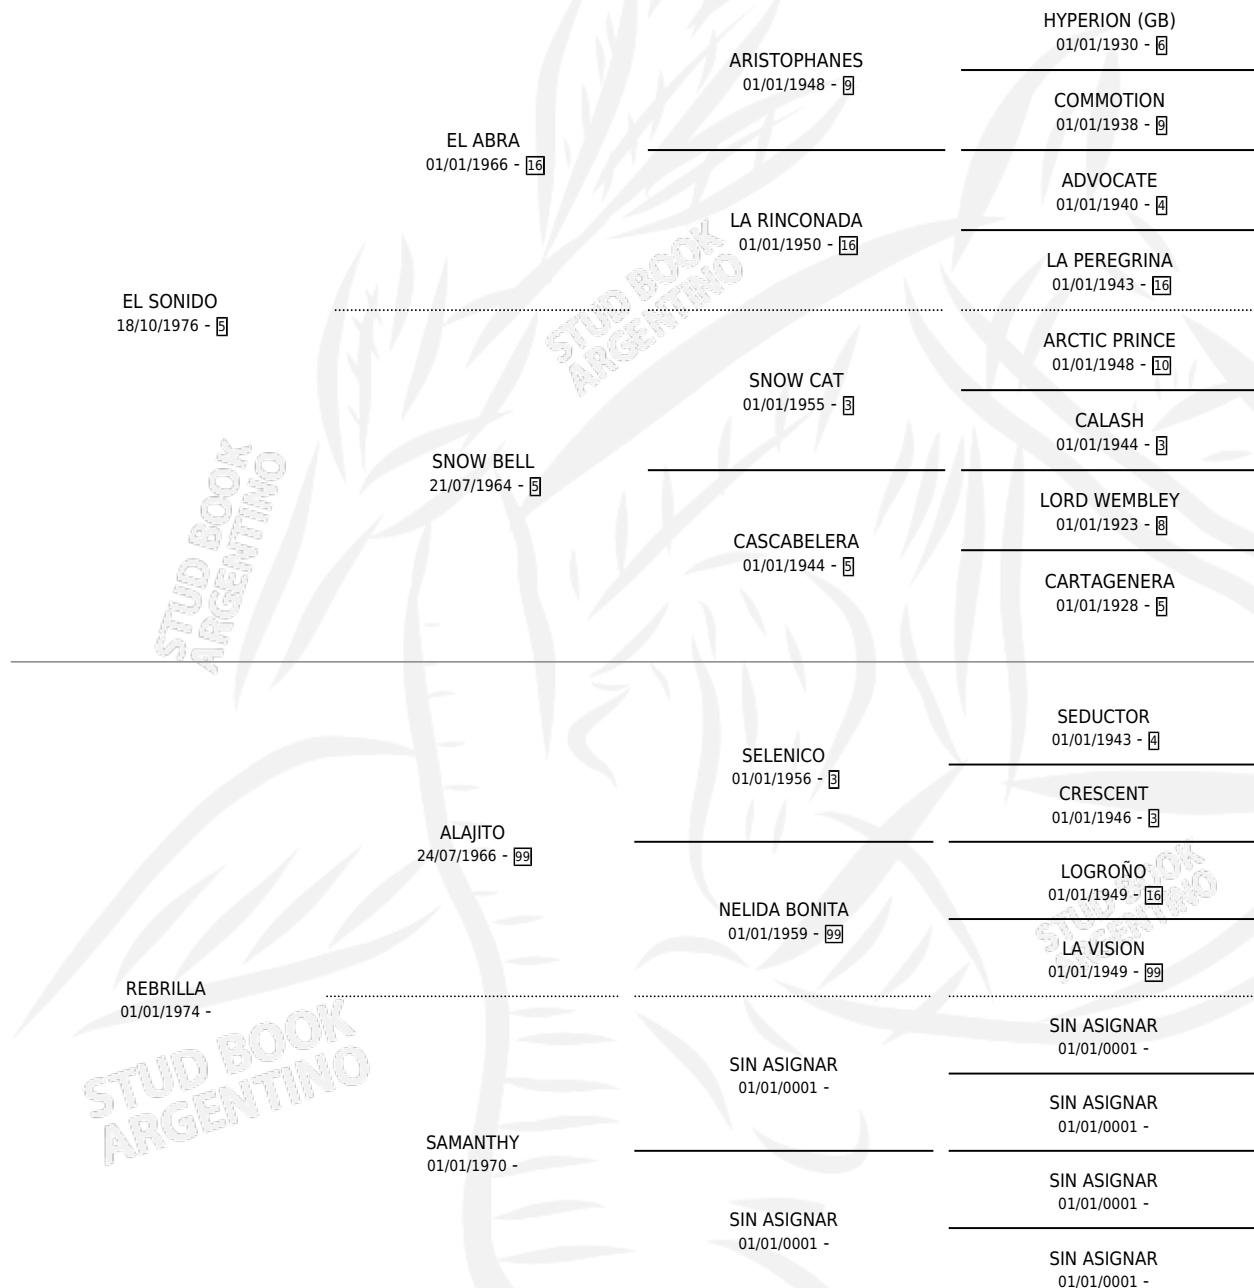 HYPERION (GB)
01/01/1930 - 6
ARISTOPHANES
01/01/1948 - 9
COMMOTION
01/01/1938 - 9
EL ABRA
01/01/1966 - 16
ADVOCATE
01/01/1940 - 4
LA RINCONADA
01/01/1950 - 16
LA PEREGRINA
01/01/1943 - 16
EL SONIDO
18/10/1976 - 5
STUD BOOK
ARGENTINO
ARCTIC PRINCE
01/01/1948 - 10
SNOW CAT
01/01/1955 - 3
CALASH
01/01/1944 - 3
SNOW BELL
21/07/1964 - 5
LORD WEMBLEY
01/01/1923 - 8
CASCABELERA
01/01/1944 - 5
CARTAGENERA
01/01/1928 - 5
STUD BOOK
ARGENTINO
SEDUCTOR
01/01/1943 - 4
SELENICO
01/01/1956 - 3
CRESCENT
01/01/1946 - 3
ALAJITO
24/07/1966 - 99
LOGROÑO
01/01/1949 - 16
NELIDA BONITA
01/01/1959 - 99
LA VISION
01/01/1949 - 99
STUD BOOK
ARGENTINO
REBRILLA
01/01/1974 -
SIN ASIGNAR
01/01/0001 -
SIN ASIGNAR
01/01/0001 -
SIN ASIGNAR
01/01/0001 -
STUD BOOK
ARGENTINO
SAMANTHY
01/01/1970 -
SIN ASIGNAR
01/01/0001 -
SIN ASIGNAR
01/01/0001 -
SIN ASIGNAR
01/01/0001 -